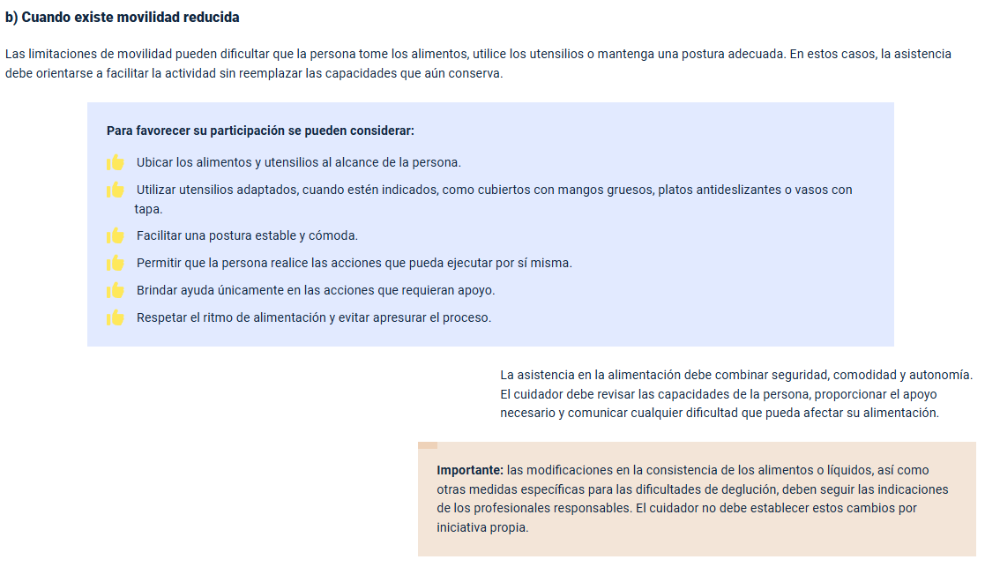 b) Cuando existe movilidad reducida
Las limitaciones de movilidad pueden dificultar que la persona tome los alimentos, utilice los utensilios o mantenga una postura adecuada. En estos casos, la asistencia
debe orientarse a facilitar la actividad sin reemplazar las capacidades que aún conserva.
Para favorecer su participación se pueden considerar:
Ubicar los alimentos y utensilios al alcance de la persona.
Utilizar utensilios adaptados, cuando estén indicados, como cubiertos con mangos gruesos, platos antideslizantes o vasos con
tapa.
Facilitar una postura estable y cómoda.
Permitir que la persona realice las acciones que pueda ejecutar por sí misma.
Brindar ayuda únicamente en las acciones que requieran apoyo.
Respetar el ritmo de alimentación y evitar apresurar el proceso.
La asistencia en la alimentación debe combinar seguridad, comodidad y autonomía.
El cuidador debe revisar las capacidades de la persona, proporcionar el apoyo
necesario y comunicar cualquier dificultad que pueda afectar su alimentación.
Importante: las modificaciones en la consistencia de los alimentos o líquidos, así como
otras medidas específicas para las dificultades de deglución, deben seguir las indicaciones
de los profesionales responsables. El cuidador no debe establecer estos cambios por
iniciativa propia.